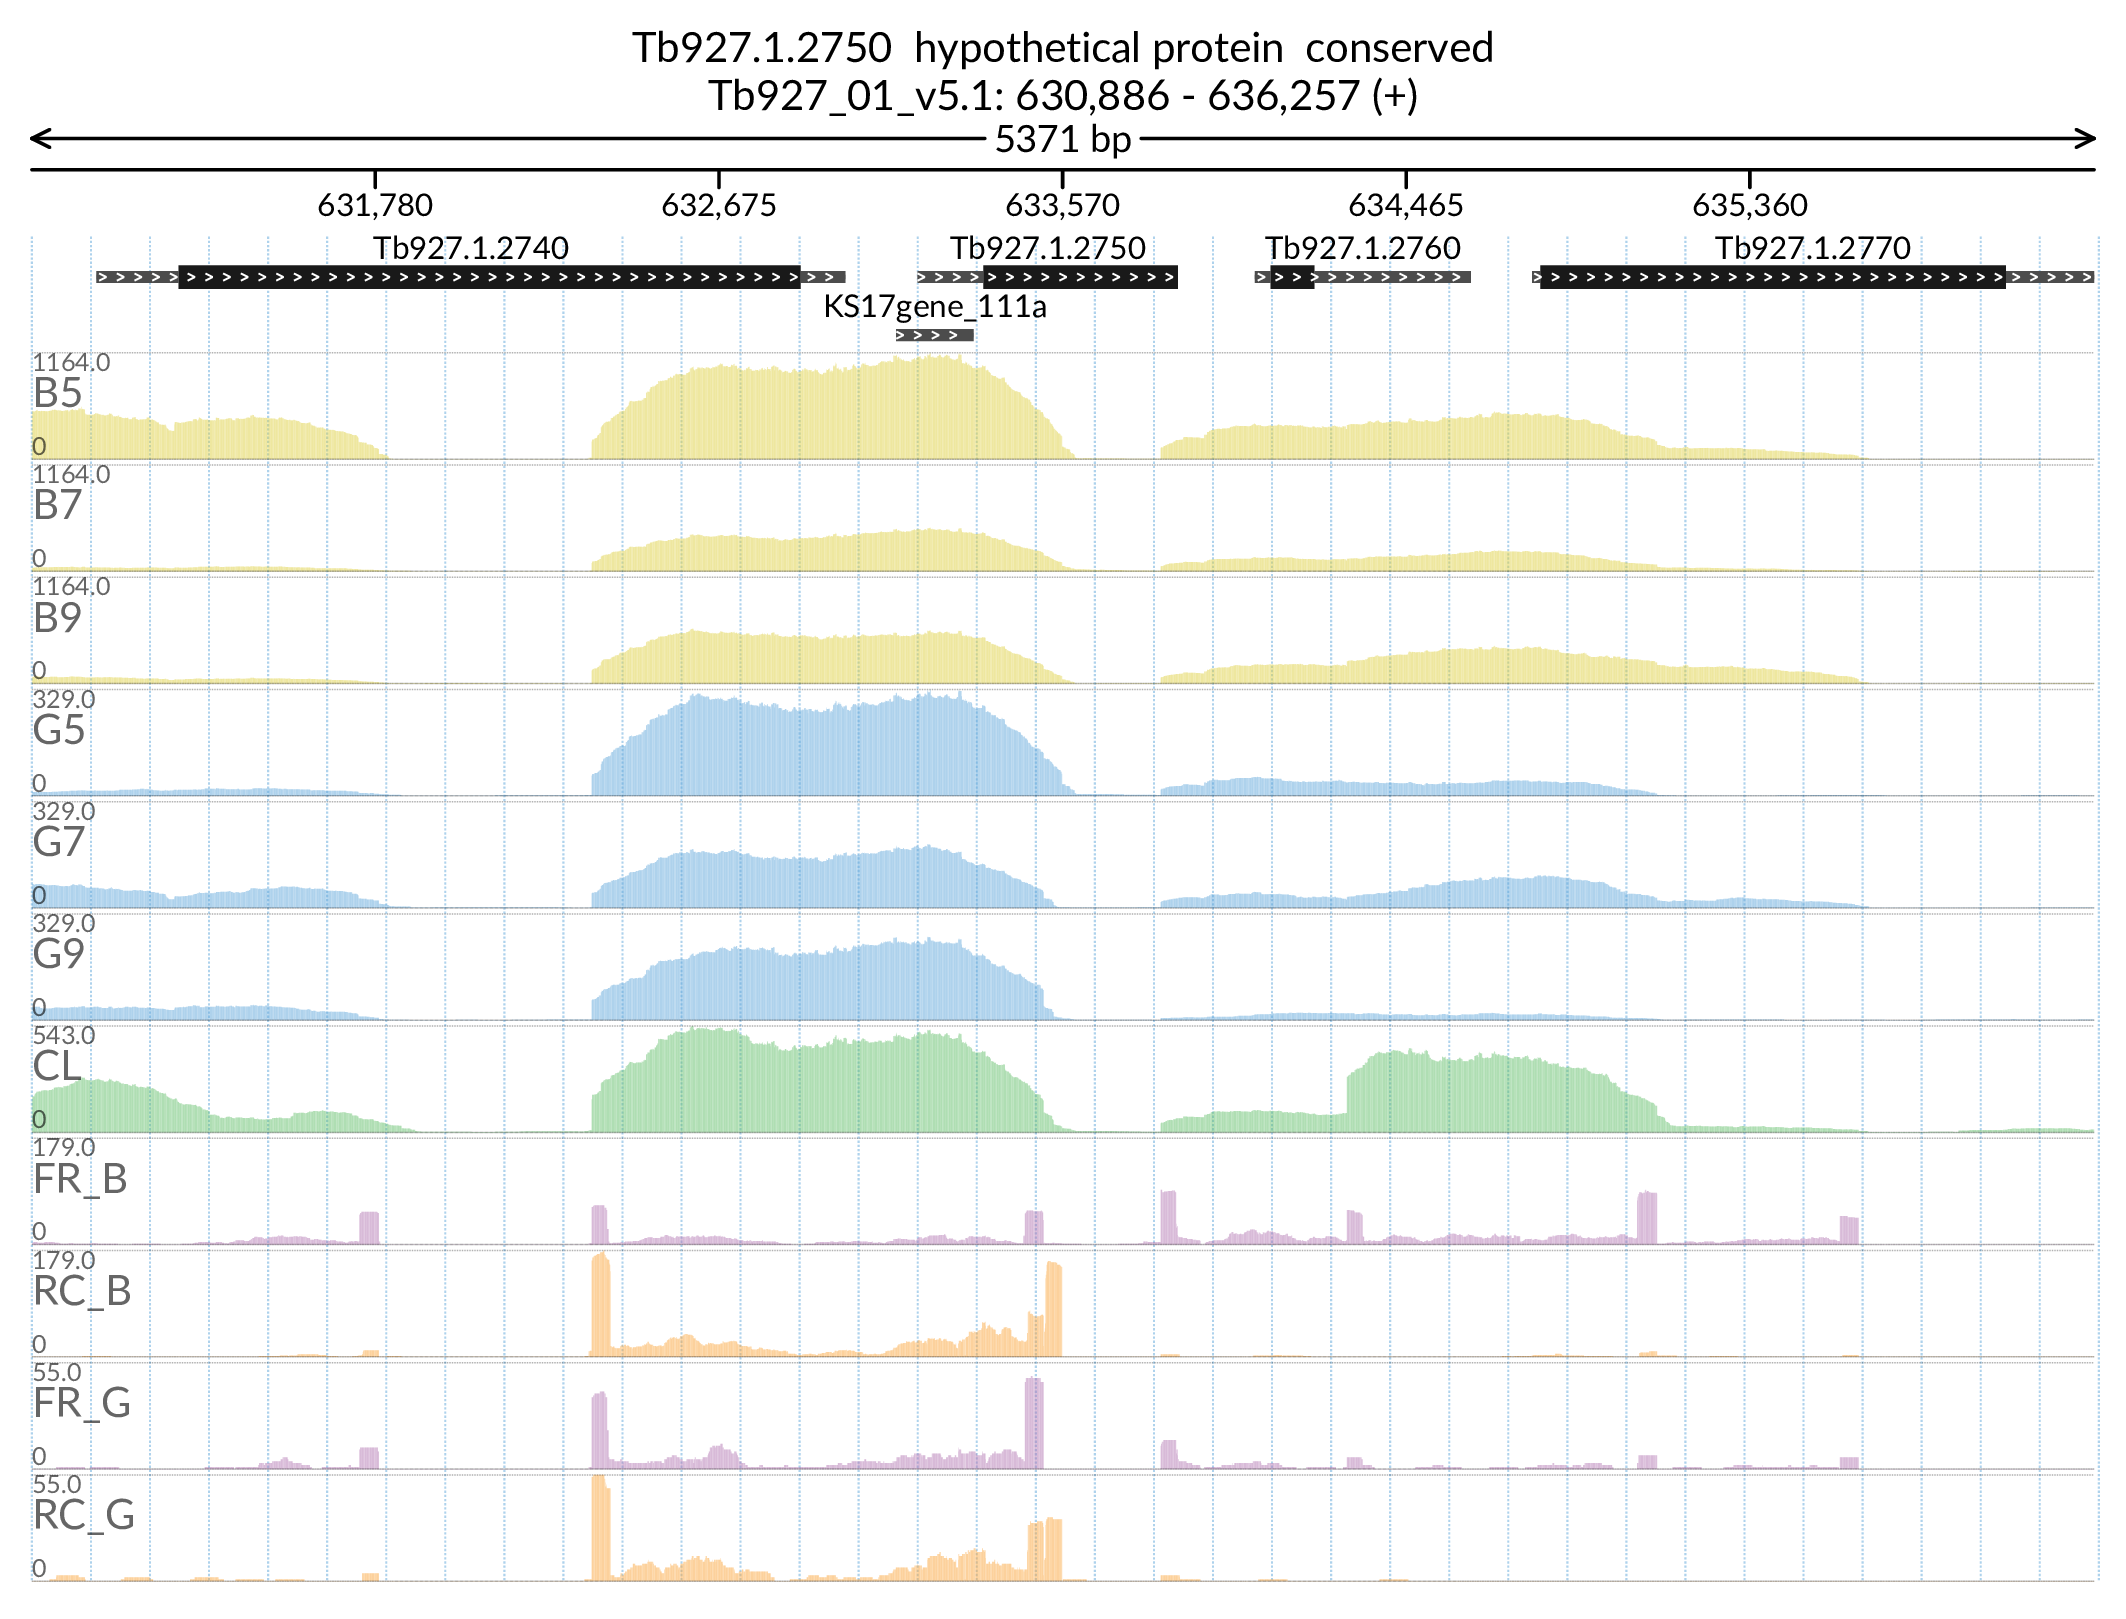 Tb927.1.2750  hypothetical protein  conserved
Tb927_01_v5.1: 630,886 - 636,257 (+)
5371 bp
631,780 632,675 633,570 634,465 635,360
Tb927.1.2740 Tb927.1.2750 Tb927.1.2760 Tb927.1.2770
KS17gene_111a
1164.0
B5
0
1164.0
B7
0
1164.0
B9
0
329.0
G5
0
329.0
G7
0
329.0
G9
0
543.0
CL
0
179.0
FR_B
0
179.0
RC_B
0
55.0
FR_G
0
55.0
RC_G
0